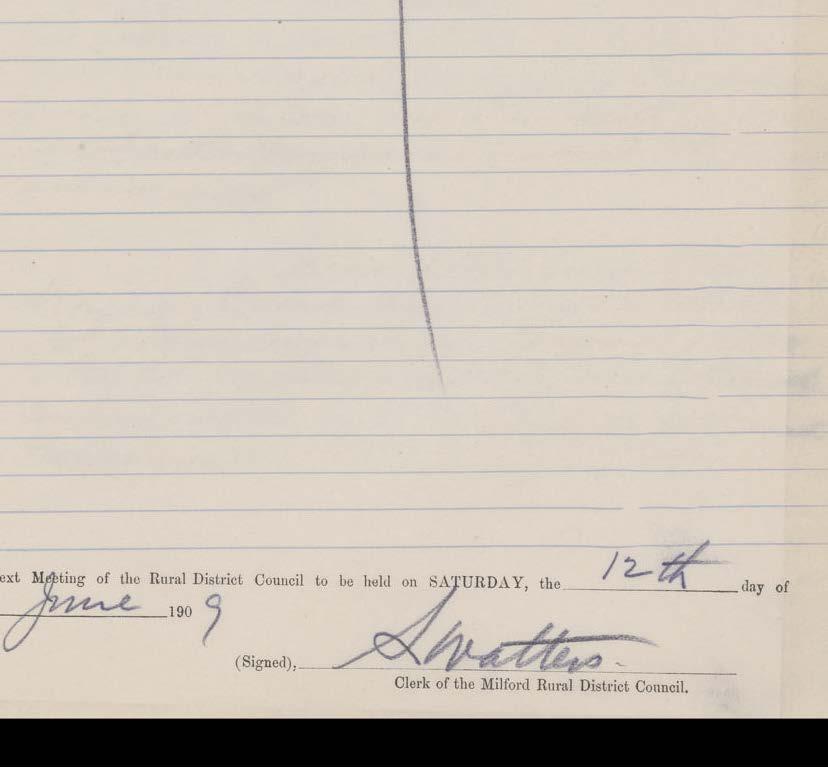 ext Meeting of the Rural District Council to be held on SATURDAY, the 12th day of
June 1909
(Signed), S Watters
Clerk of the Milford Rural District Council.